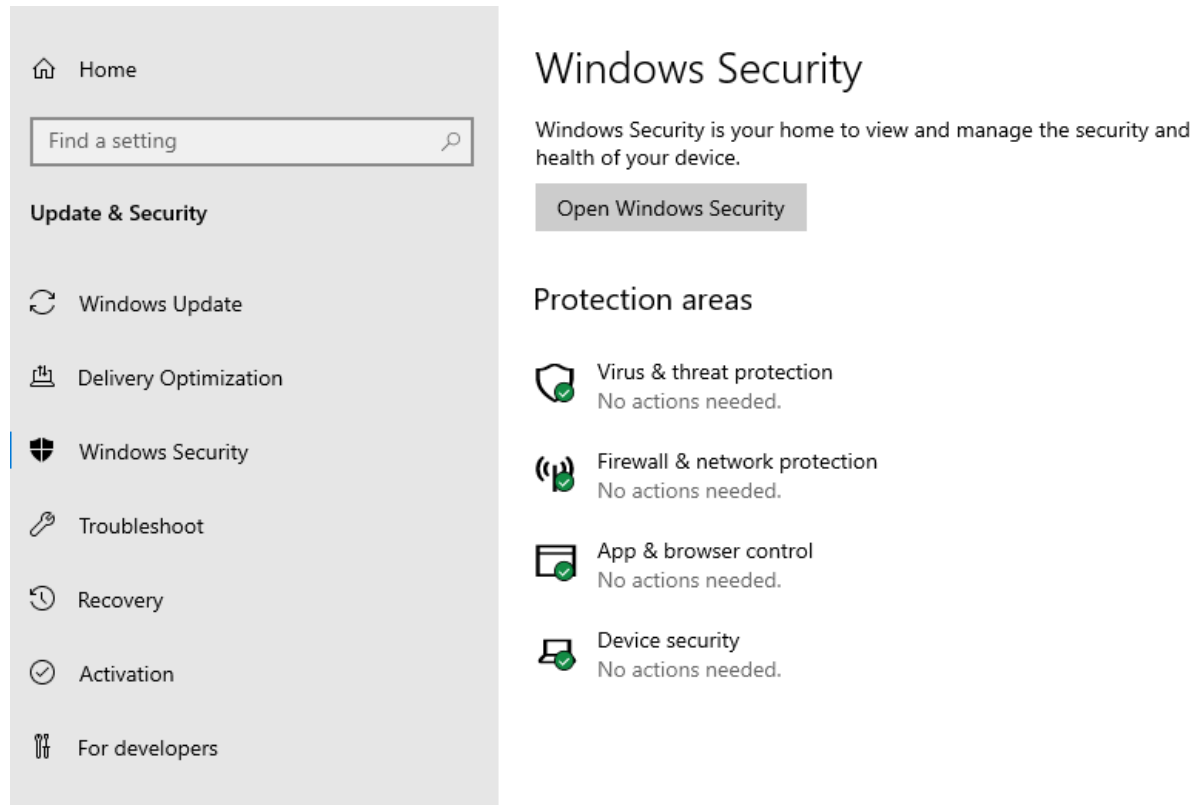 Home
Find a setting
Update & Security
Windows Update
Delivery Optimization
Windows Security
Troubleshoot
Recovery
Activation
For developers
Windows Security
Windows Security is your home to view and manage the security and
health of your device.
Open Windows Security
Protection areas
Virus & threat protection
No actions needed.
Firewall & network protection
No actions needed.
App & browser control
No actions needed.
Device security
No actions needed.